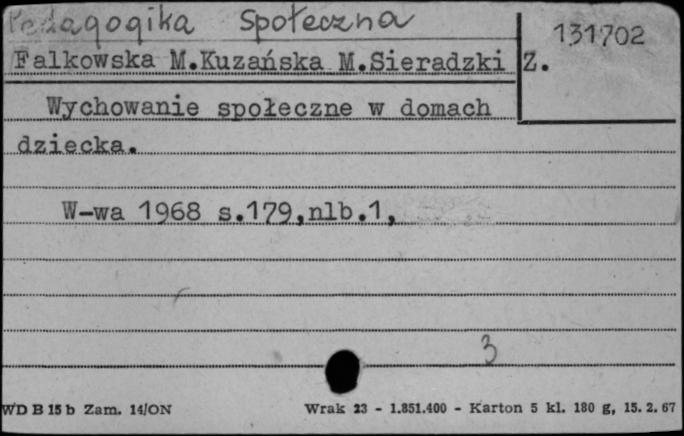 Pedagogika Społeczna
131702
Falkowska M.Kuzańska M.Sieradzki Z.
Wychowanie społeczne w domach
dziecka.
W-wa 1968 s.179,nlb.1,
3
WD B 15 b Zam. 14/ON
Wrak 23 - 1.851.400 - Karton 5 kl. 180 g, 15. 2. 67